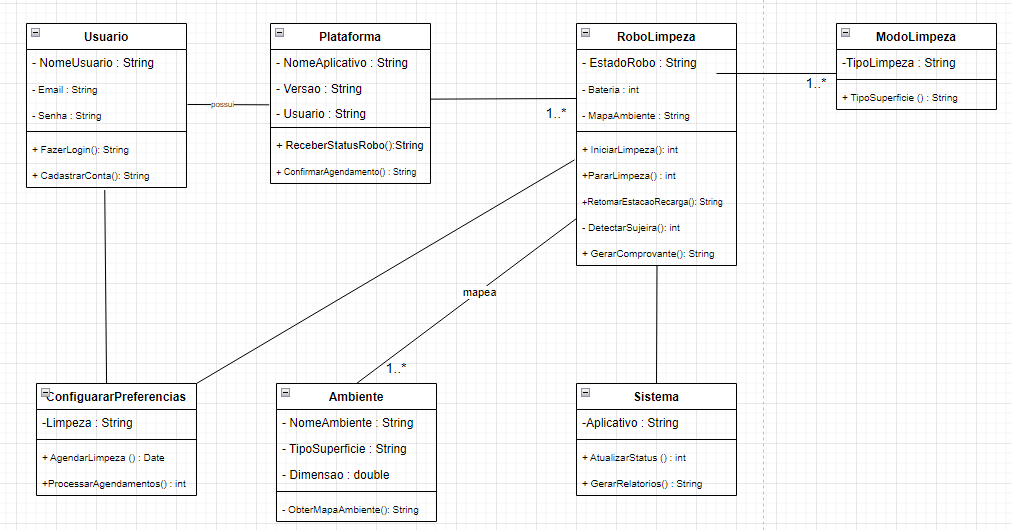 Usuario
- NomeUsuario : String
- Email : String
- Senha : String
+ FazerLogin(): String
+ CadastrarConta(): String
possui
Plataforma
- NomeAplicativo : String
- Versao : String
- Usuario : String
+ ReceberStatusRobo():String
+ ConfirmarAgendamento() : String
1..*
RoboLimpeza
- EstadoRobo : String
- Bateria : int
- MapaAmbiente : String
+ IniciarLimpeza(): int
+PararLimpeza() : int
+RetornarEstacaoRecarga(): String
- DetectarSujeira(): int
+ GerarComprovante(): String
1..*
ModoLimpeza
-TipoLimpeza : String
+ TipoSuperficie () : String
mapea
1..*
ConfiguararPreferencias
-Limpeza : String
+ AgendarLimpeza () : Date
+ProcessarAgendamentos() : int
Ambiente
- NomeAmbiente : String
- TipoSuperficie : String
- Dimensao : double
- ObterMapaAmbiente(): String
Sistema
-Aplicativo : String
+ AtualizarStatus () : int
+ GerarRelatorios() : String